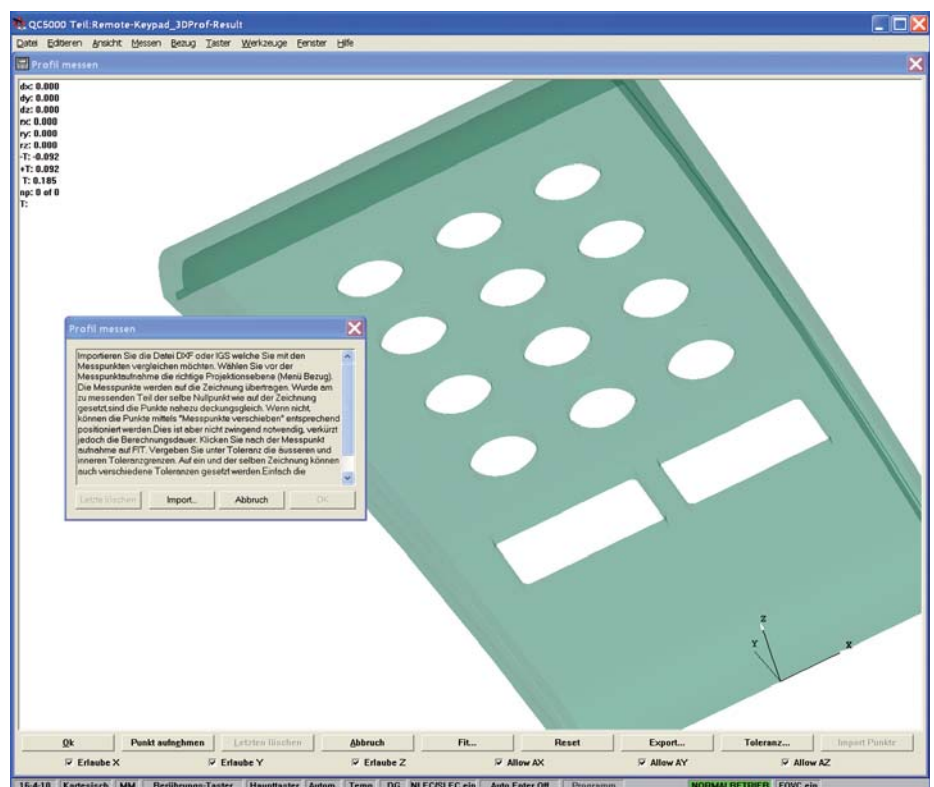 QC5000 Teil:Remote-Keypad_3DProf-Result
Datei Editieren Ansicht Messen Bezug Taster Werkzeuge Fenster Hilfe
Profil messen
dx: 0.000
dy: 0.000
dz: 0.000
rx: 0.000
ry: 0.000
rz: 0.000
-T: -0.092
+T: 0.092
T: 0.185
np: 0 of 0
T:
Profil messen
Importieren Sie die Datei DXF oder IGS welche Sie mit den
Messpunkten vergleichen möchten. Wählen Sie vor der
Messpunktaufnahme die richtige Projektionsebene (Menü Bezug).
Die Messpunkte werden auf die Zeichnung übertragen. Wurde am
zu messenden Teil der selbe Nullpunkt wie auf der Zeichnung
gesetzt,sind die Punkte nahezu deckungsgleich. Wenn nicht,
können die Punkte mittels "Messpunkte verschieben" entsprechend
positioniert werden.Dies ist aber nicht zwingend notwendig, verkürzt
jedoch die Berechnungsdauer. Klicken Sie nach der Messpunkt
aufnahme auf FIT. Vergeben Sie unter Toleranz die äusseren und
inneren Toleranzgrenzen. Auf ein und der selben Zeichnung können
auch verschiedene Toleranzen gesetzt werden.Einfach die
Letzte löschen Import... Abbruch OK
Z
Y
X
Ok Punkt aufnehmen Letzten löschen Abbruch Fit... Reset Export... Toleranz... Import Punkte
Erlaube X Erlaube Y Erlaube Z Allow AX Allow AY Allow AZ
16-4-18 Kartesisch MM Berührungs-Taster Haupttaster Autom Temp DG NLEC/SLEC ein Auto Enter Off Programm NORMALBETRIEB FOVC ein